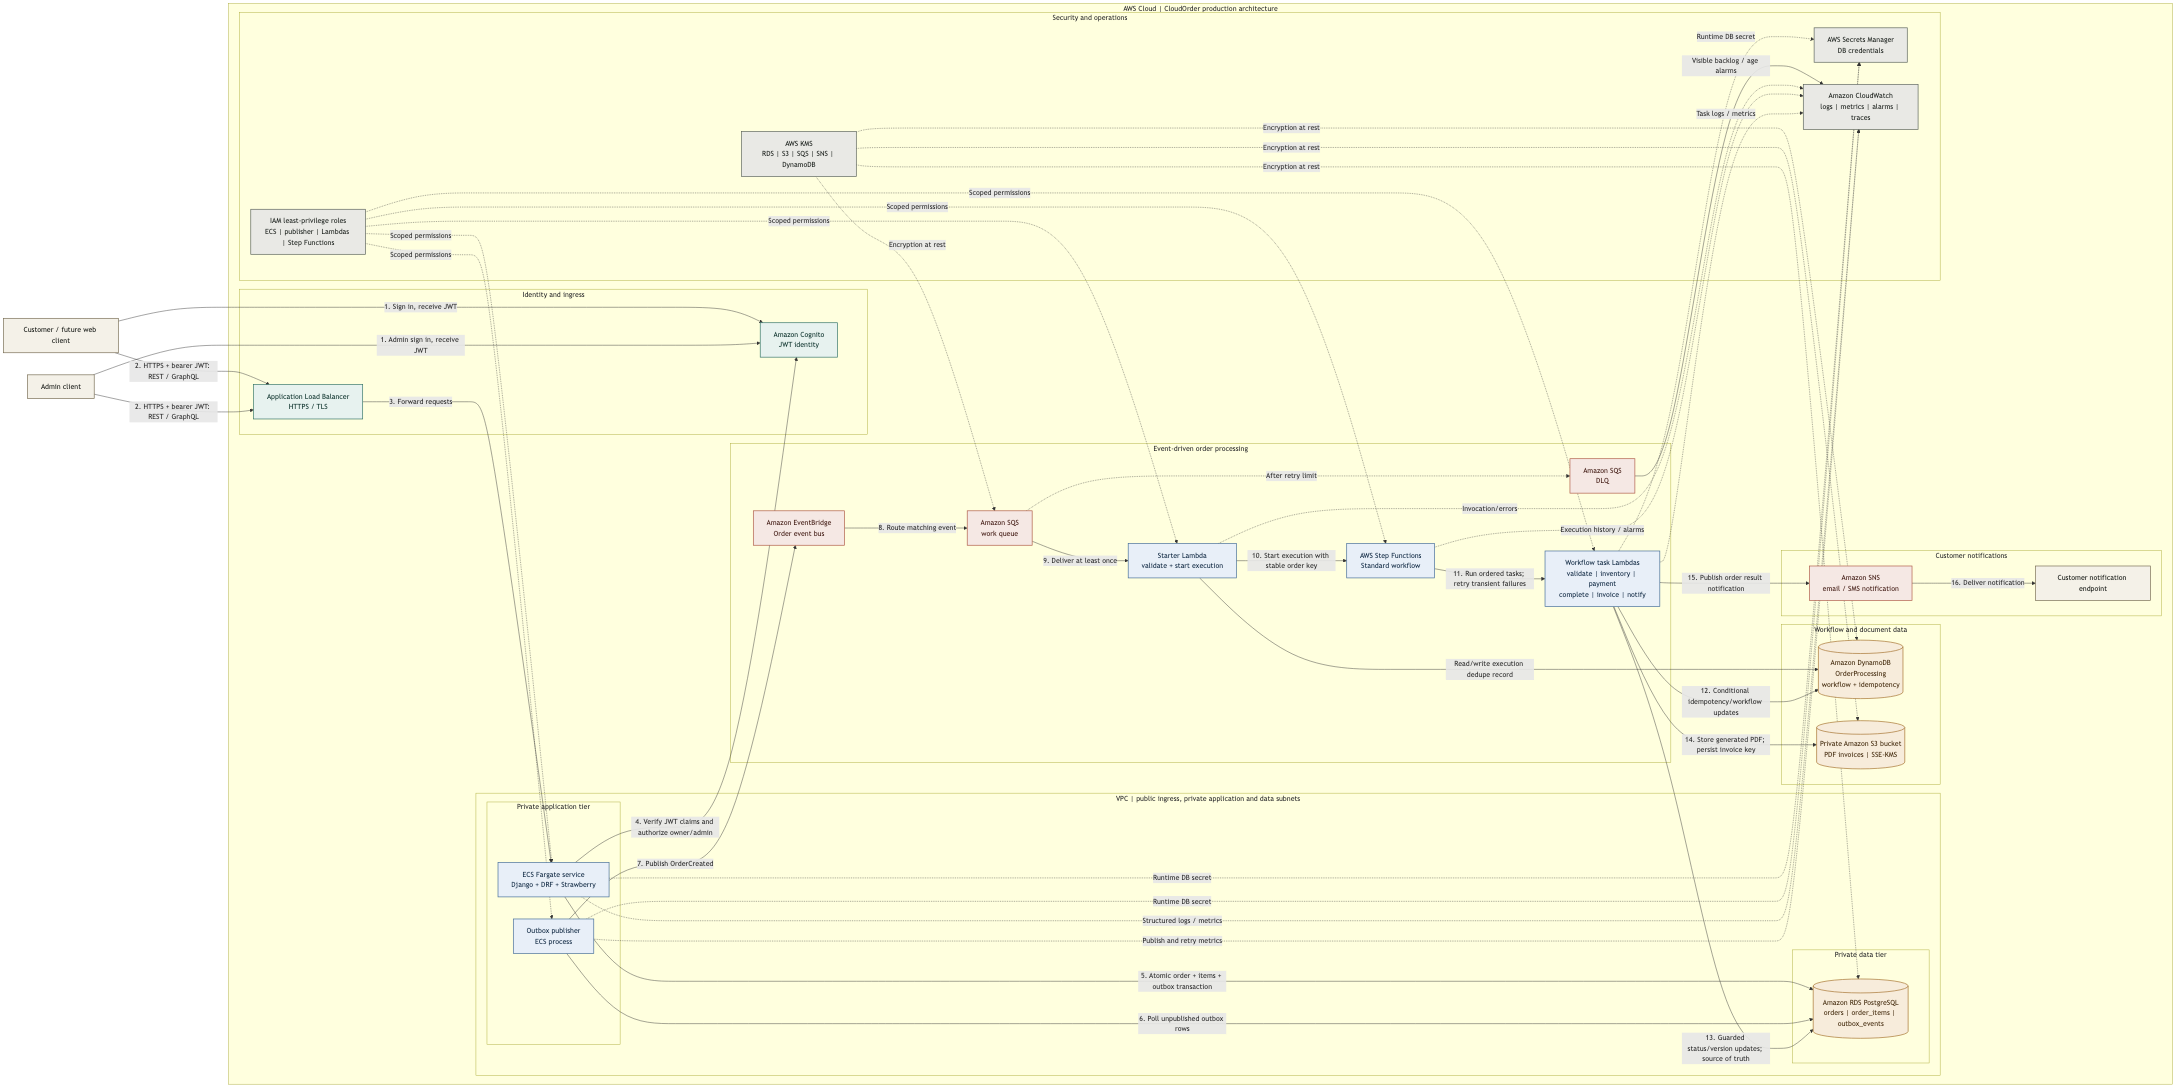 AWS Cloud | CloudOrder production architecture
Security and operations
Runtime DB secret
AWS Secrets Manager
DB credentials
Visible backlog / age
alarms
Amazon CloudWatch
logs | metrics | alarms |
traces
Task logs / metrics
AWS KMS
RDS | S3 | SQS | SNS |
DynamoDB
Encryption at rest
Encryption at rest
Encryption at rest
Scoped permissions
Scoped permissions
Scoped permissions
IAM least-privilege roles
ECS | publisher | Lambdas
| Step Functions
Scoped permissions
Scoped permissions
Encryption at rest
Identity and ingress
1. Sign in, receive JWT
Customer / future web
client
Amazon Cognito
JWT identity
1. Admin sign in, receive
JWT
2. HTTPS + bearer JWT:
REST / GraphQL
Admin client
Application Load Balancer
HTTPS / TLS
3. Forward requests
2. HTTPS + bearer JWT:
REST / GraphQL
Event-driven order processing
After retry limit
Amazon SQS
DLQ
Invocation/errors
Amazon EventBridge
Order event bus
8. Route matching event
Amazon SQS
work queue
Execution history / alarms
9. Deliver at least once
Starter Lambda
validate + start execution
10. Start execution with
stable order key
AWS Step Functions
Standard workflow
11. Run ordered tasks;
retry transient failures
Workflow task Lambdas
validate | inventory |
payment
complete | invoice | notify
15. Publish order result
notification
Customer notifications
Amazon SNS
email / SMS notification
16. Deliver notification
Customer notification
endpoint
Workflow and document data
Read/write execution
dedupe record
Amazon DynamoDB
OrderProcessing
workflow + idempotency
12. Conditional
idempotency/workflow
updates
14. Store generated PDF;
persist invoice key
Private Amazon S3 bucket
PDF invoices | SSE-KMS
VPC | public ingress, private application and data subnets
Private application tier
4. Verify JWT claims and
authorize owner/admin
7. Publish OrderCreated
ECS Fargate service
Django + DRF + Strawberry
Runtime DB secret
Runtime DB secret
Structured logs / metrics
Outbox publisher
ECS process
Publish and retry metrics
Private data tier
5. Atomic order + items +
outbox transaction
6. Poll unpublished outbox
rows
Amazon RDS PostgreSQL
orders | order_items |
outbox_events
13. Guarded
status/version updates;
source of truth